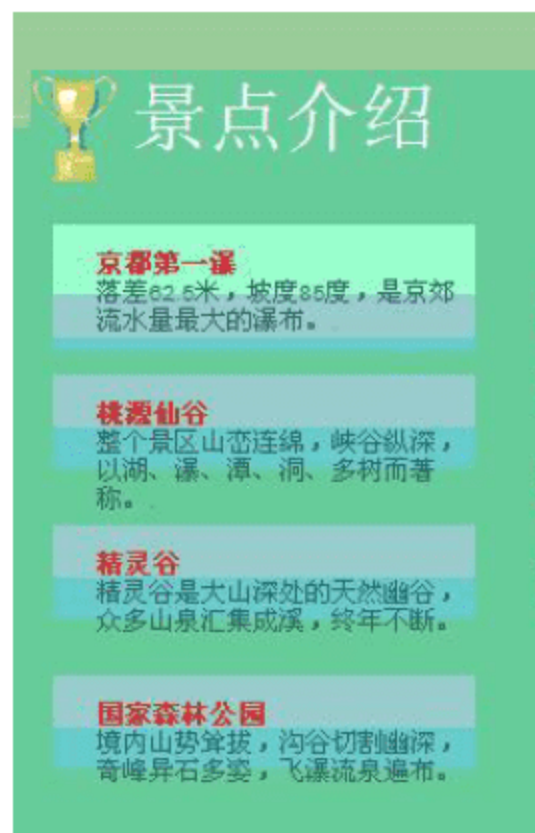 景点介绍
京都第一瀑
落差62.5米，坡度85度，是京郊
流水量最大的瀑布。
桃源仙谷
整个景区山峦连绵，峡谷纵深，
以湖、瀑、潭、洞、多树而著
称。
精灵谷
精灵谷是大山深处的天然幽谷，
众多山泉汇集成溪，终年不断。
国家森林公园
境内山势耸拔，沟谷切割幽深，
奇峰异石多姿，飞瀑流泉遍布。